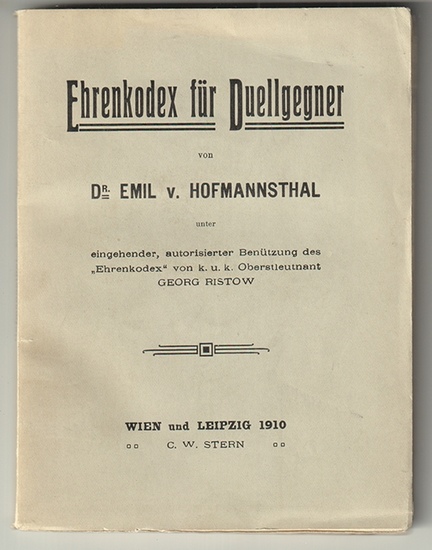 Ehrenkodex für Duellgegner
von
DR. EMIL v. HOFMANNSTHAL
unter
eingehender, autorisierter Benützung des
„Ehrenkodex“ von k. u. k. Oberstleutnant
GEORG RISTOW
WIEN und LEIPZIG 1910
C. W. STERN